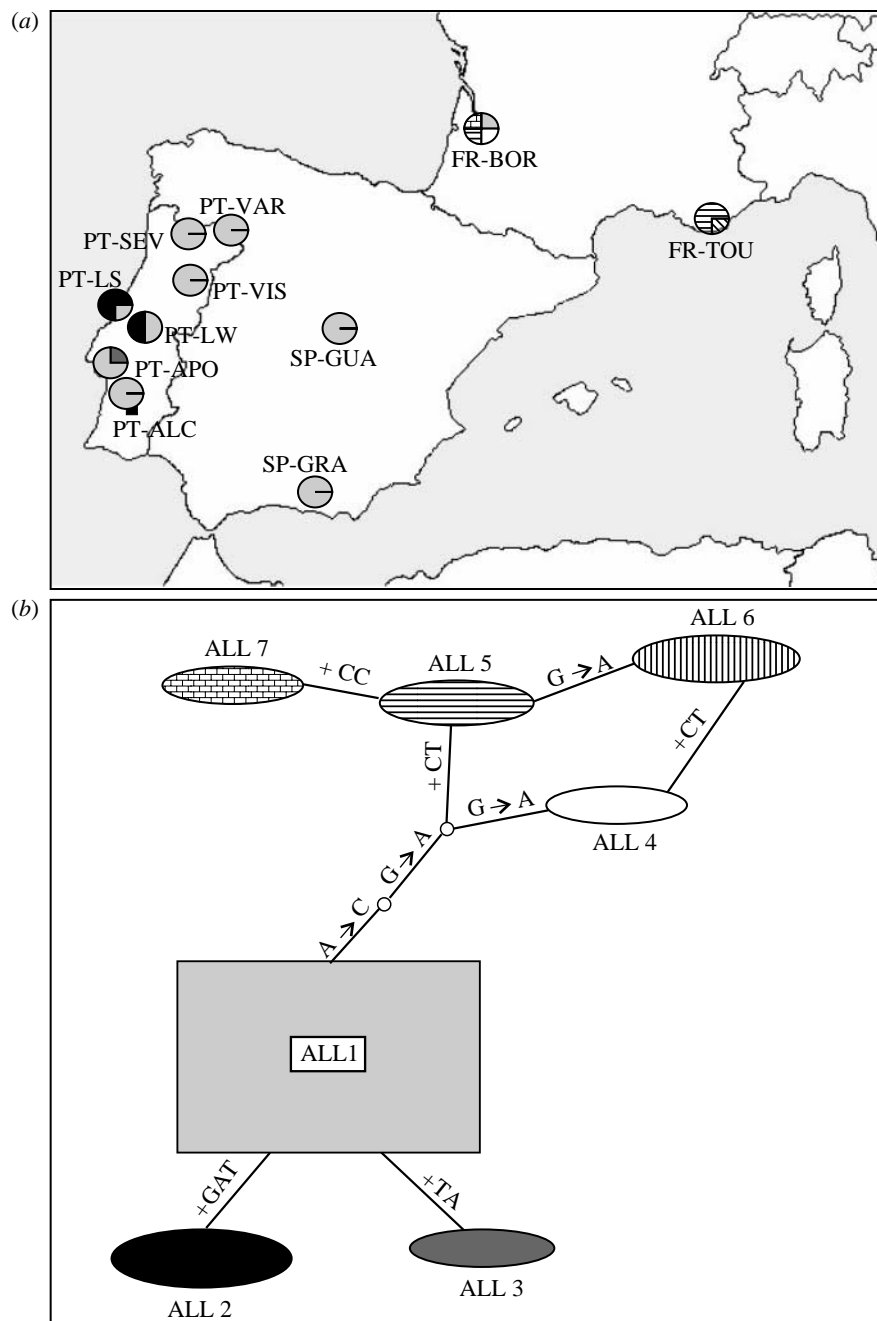 (a)
FR-BOR
PT-VAR
PT-SEV
FR-TOU
PT-LS
PT-VIS
PT-LW
SP-GUA
PT-APO
PT-ALC
SP-GRA
(b)
ALL 6
ALL 7
ALL 5
+ CC
G → A
+CT
+CT
G → A
ALL 4
G → A
A → C
ALL1
+GAT
+TA
ALL 3
ALL 2